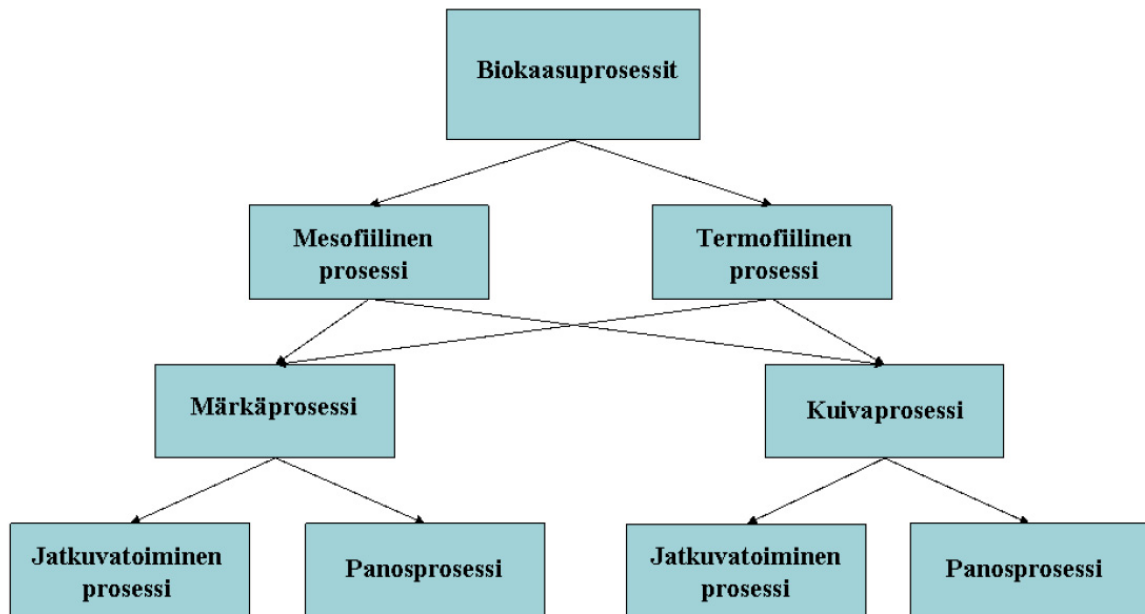 Biokaasuprosessit
Mesofiilinen
prosessi
Termofiilinen
prosessi
Märkäprosessi
Kuivaprosessi
Jatkuvatoiminen
prosessi
Panosprosessi
Jatkuvatoiminen
prosessi
Panosprosessi